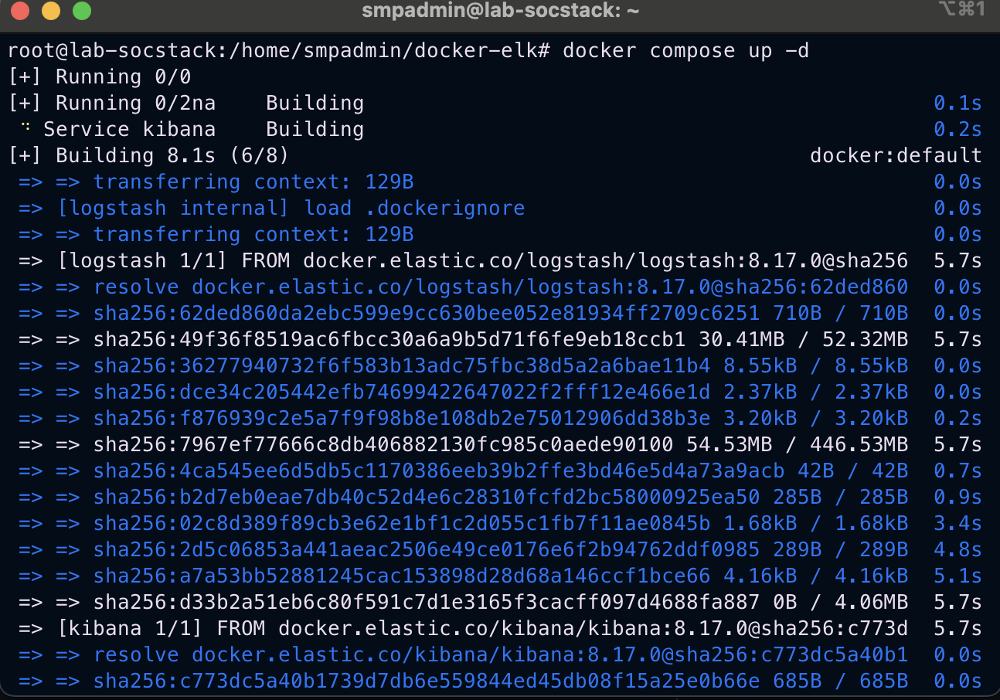 smpadmin@lab-socstack: ~
⌥⌘1
root@lab-socstack:/home/smpadmin/docker-elk# docker compose up -d
[+] Running 0/0
[+] Running 0/2na    Building 0.1s
Service kibana    Building 0.2s
[+] Building 8.1s (6/8) docker:default
=> => transferring context: 129B 0.0s
=> [logstash internal] load .dockerignore 0.0s
=> => transferring context: 129B 0.0s
=> [logstash 1/1] FROM docker.elastic.co/logstash/logstash:8.17.0@sha256 5.7s
=> => resolve docker.elastic.co/logstash/logstash:8.17.0@sha256:62ded860 0.0s
=> => sha256:62ded860da2ebc599e9cc630bee052e81934ff2709c6251 710B / 710B 0.0s
=> => sha256:49f36f8519ac6fbcc30a6a9b5d71f6fe9eb18ccb1 30.41MB / 52.32MB 5.7s
=> => sha256:36277940732f6f583b13adc75fbc38d5a2a6bae11b4 8.55kB / 8.55kB 0.0s
=> => sha256:dce34c205442efb74699422647022f2fff12e466e1d 2.37kB / 2.37kB 0.0s
=> => sha256:f876939c2e5a7f9f98b8e108db2e75012906dd38b3e 3.20kB / 3.20kB 0.2s
=> => sha256:7967ef77666c8db406882130fc985c0aede90100 54.53MB / 446.53MB 5.7s
=> => sha256:4ca545ee6d5db5c1170386eeb39b2ffe3bd46e5d4a73a9acb 42B / 42B 0.7s
=> => sha256:b2d7eb0eae7db40c52d4e6c28310fcfd2bc58000925ea50 285B / 285B 0.9s
=> => sha256:02c8d389f89cb3e62e1bf1c2d055c1fb7f11ae0845b 1.68kB / 1.68kB 3.4s
=> => sha256:2d5c06853a441aeac2506e49ce0176e6f2b94762ddf0985 289B / 289B 4.8s
=> => sha256:a7a53bb52881245cac153898d28d68a146ccf1bce66 4.16kB / 4.16kB 5.1s
=> => sha256:d33b2a51eb6c80f591c7d1e3165f3cacff097d4688fa887 0B / 4.06MB 5.7s
=> [kibana 1/1] FROM docker.elastic.co/kibana/kibana:8.17.0@sha256:c773d 5.7s
=> => resolve docker.elastic.co/kibana/kibana:8.17.0@sha256:c773dc5a40b1 0.0s
=> => sha256:c773dc5a40b1739d7db6e559844ed45db08f15a25e0b66e 685B / 685B 0.0s